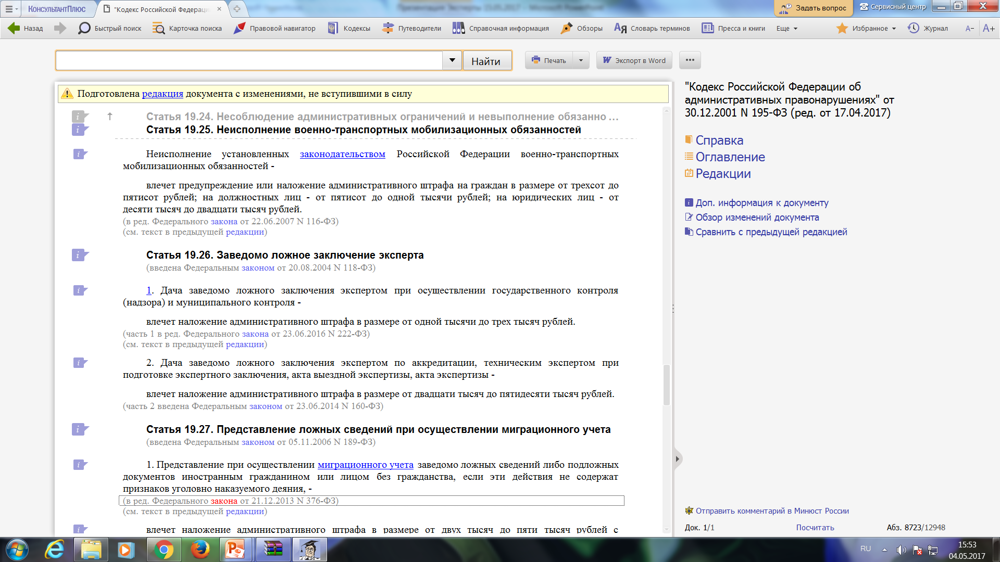 КонсультантПлюс
"Кодекс Российской Федераци
Задать вопрос
Сервисный центр
Назад
Быстрый поиск
Карточка поиска
Правовой навигатор
Кодексы
Путеводители
Справочная информация
Обзоры
Словарь терминов
Пресса и книги
Еще
Избранное
Журнал
А−
А+
Найти
Печать
Экспорт в Word
Подготовлена редакция документа с изменениями, не вступившими в силу
Статья 19.24. Несоблюдение административных ограничений и невыполнение обязанно ...
Статья 19.25. Неисполнение военно-транспортных мобилизационных обязанностей
Неисполнение установленных законодательством Российской Федерации военно-транспортных
мобилизационных обязанностей -
влечет предупреждение или наложение административного штрафа на граждан в размере от трехсот до
пятисот рублей; на должностных лиц - от пятисот до одной тысячи рублей; на юридических лиц - от
десяти тысяч до двадцати тысяч рублей.
(в ред. Федерального закона от 22.06.2007 N 116-ФЗ)
(см. текст в предыдущей редакции)
Статья 19.26. Заведомо ложное заключение эксперта
(введена Федеральным законом от 20.08.2004 N 118-ФЗ)
1. Дача заведомо ложного заключения экспертом при осуществлении государственного контроля
(надзора) и муниципального контроля -
влечет наложение административного штрафа в размере от одной тысячи до трех тысяч рублей.
(часть 1 в ред. Федерального закона от 23.06.2016 N 222-ФЗ)
(см. текст в предыдущей редакции)
2. Дача заведомо ложного заключения экспертом по аккредитации, техническим экспертом при
подготовке экспертного заключения, акта выездной экспертизы, акта экспертизы -
влечет наложение административного штрафа в размере от двадцати тысяч до пятидесяти тысяч рублей.
(часть 2 введена Федеральным законом от 23.06.2014 N 160-ФЗ)
Статья 19.27. Представление ложных сведений при осуществлении миграционного учета
(введена Федеральным законом от 05.11.2006 N 189-ФЗ)
1. Представление при осуществлении миграционного учета заведомо ложных сведений либо подложных
документов иностранным гражданином или лицом без гражданства, если эти действия не содержат
признаков уголовно наказуемого деяния, -
(в ред. Федерального закона от 21.12.2013 N 376-ФЗ)
(см. текст в предыдущей редакции)
влечет наложение административного штрафа в размере от двух тысяч до пяти тысяч рублей с
"Кодекс Российской Федерации об
административных правонарушениях" от
30.12.2001 N 195-ФЗ (ред. от 17.04.2017)
Справка
Оглавление
Редакции
Доп. информация к документу
Обзор изменений документа
Сравнить с предыдущей редакцией
Отправить комментарий в Минюст России
Док. 1/1
Посчитать
Абз. 8723/12948
RU
15:53
04.05.2017